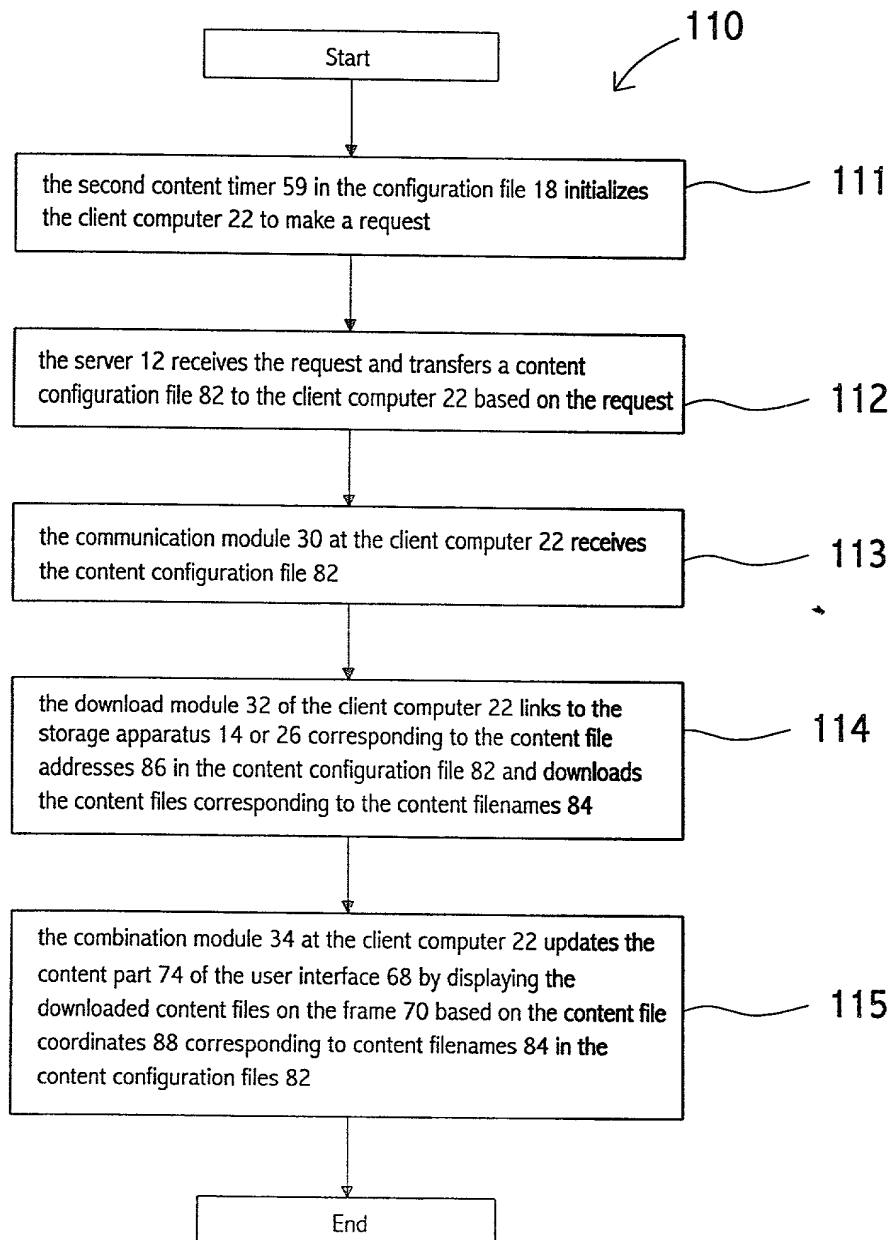 110
Start
the second content timer 59 in the configuration file 18 initializes
the client computer 22 to make a request
111
the server 12 receives the request and transfers a content
configuration file 82 to the client computer 22 based on the request
112
the communication module 30 at the client computer 22 receives
the content configuration file 82
113
the download module 32 of the client computer 22 links to the
storage apparatus 14 or 26 corresponding to the content file
addresses 86 in the content configuration file 82 and downloads
the content files corresponding to the content filenames 84
114
the combination module 34 at the client computer 22 updates the
content part 74 of the user interface 68 by displaying the
downloaded content files on the frame 70 based on the content file
coordinates 88 corresponding to content filenames 84 in the
content configuration files 82
115
End